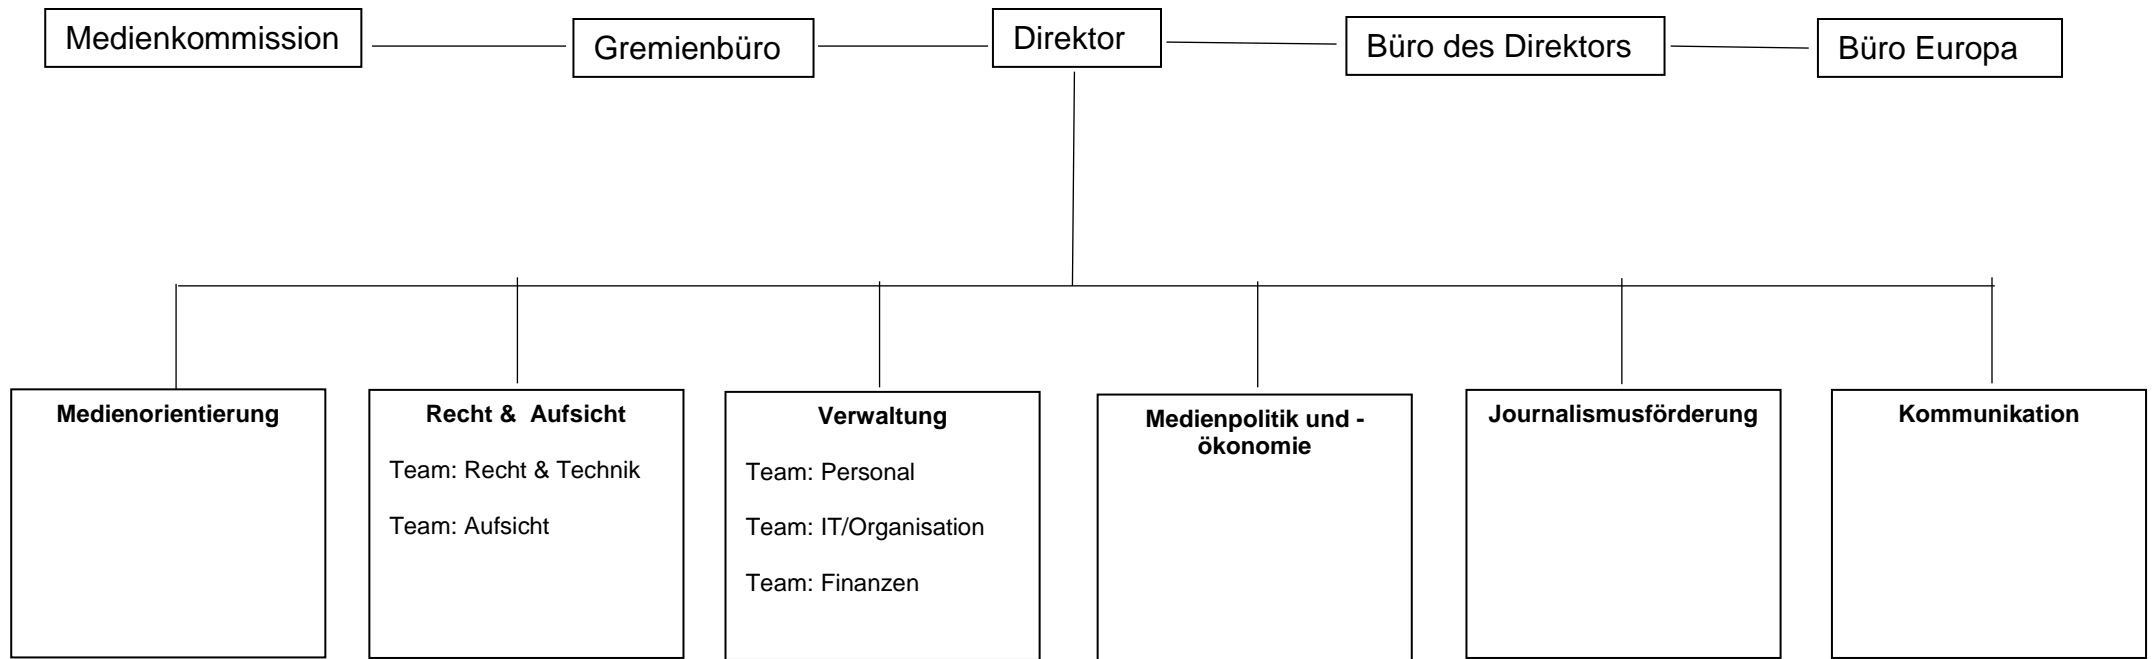 Medienkommission
Gremienbüro
Direktor
Büro des Direktors
Büro Europa
Medienorientierung
Recht & Aufsicht
Team: Recht & Technik
Team: Aufsicht
Verwaltung
Team: Personal
Team: IT/Organisation
Team: Finanzen
Medienpolitik und -
ökonomie
Journalismusförderung
Kommunikation